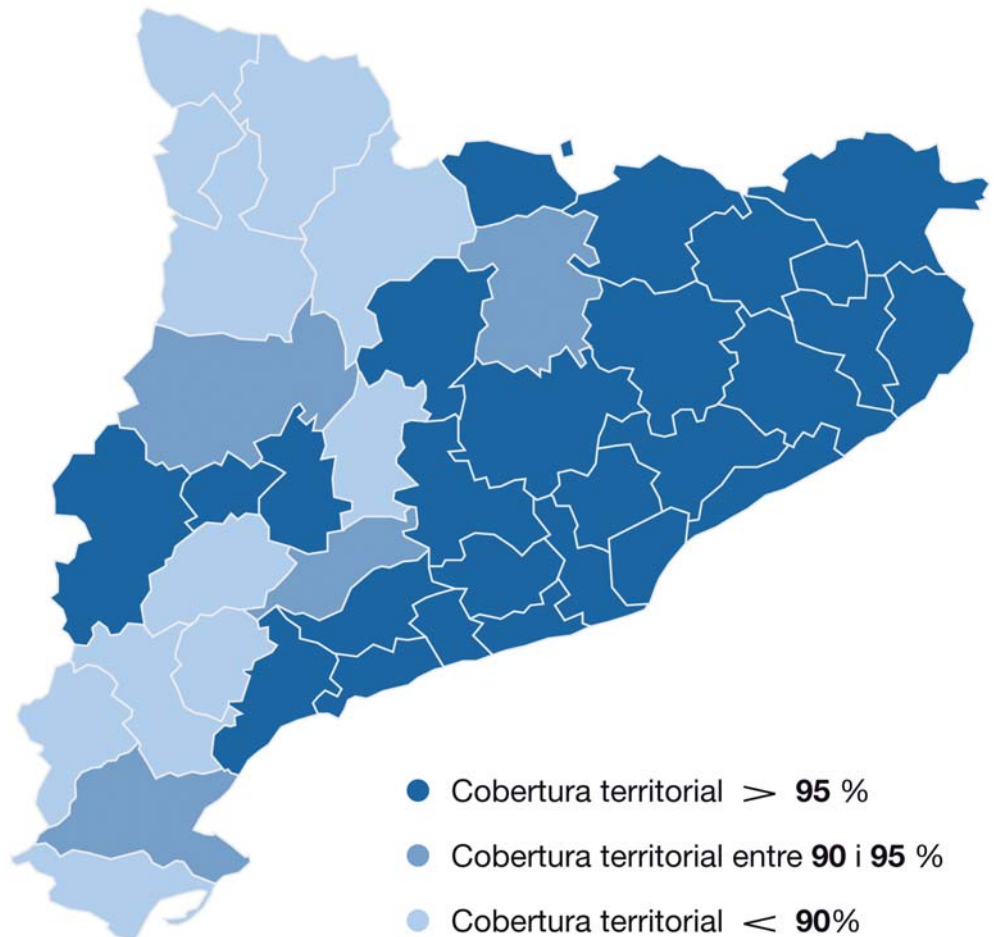 Cobertura territorial > 95 %
Cobertura territorial entre 90 i 95 %
Cobertura territorial < 90%